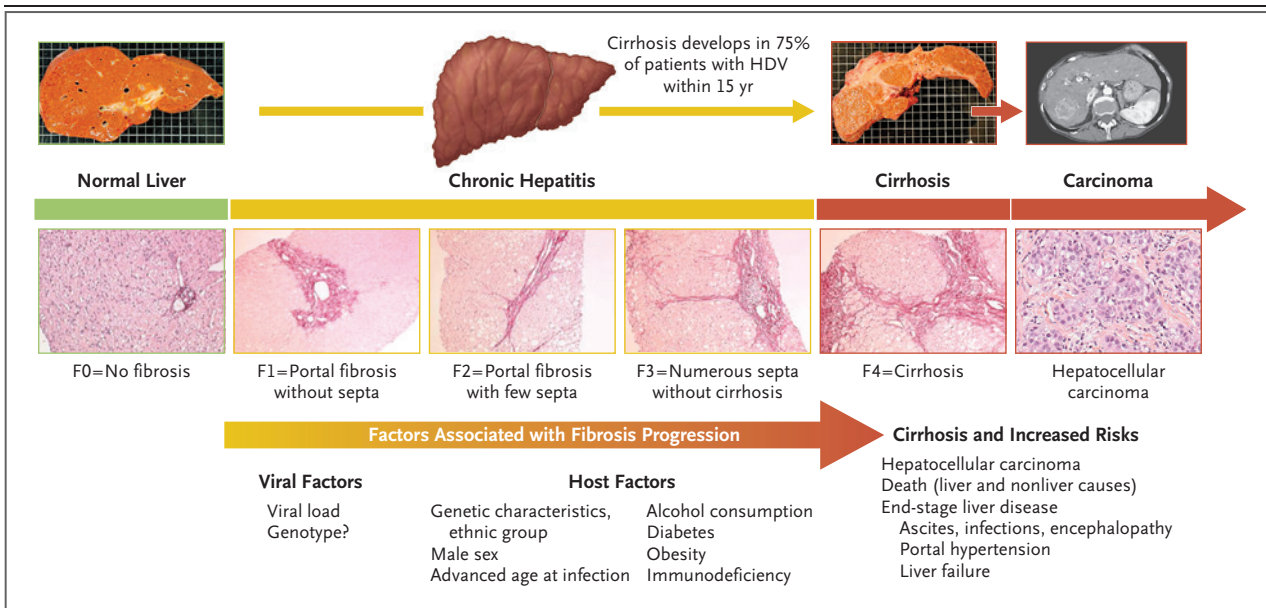 Cirrhosis develops in 75%
of patients with HDV
within 15 yr
Normal Liver
Chronic Hepatitis
Cirrhosis
Carcinoma
F0=No fibrosis
F1=Portal fibrosis
without septa
F2=Portal fibrosis
with few septa
F3=Numerous septa
without cirrhosis
F4=Cirrhosis
Hepatocellular
carcinoma
Factors Associated with Fibrosis Progression
Viral Factors
Viral load
Genotype?
Host Factors
Genetic characteristics,
ethnic group
Male sex
Advanced age at infection
Alcohol consumption
Diabetes
Obesity
Immunodeficiency
Cirrhosis and Increased Risks
Hepatocellular carcinoma
Death (liver and nonliver causes)
End-stage liver disease
Ascites, infections, encephalopathy
Portal hypertension
Liver failure